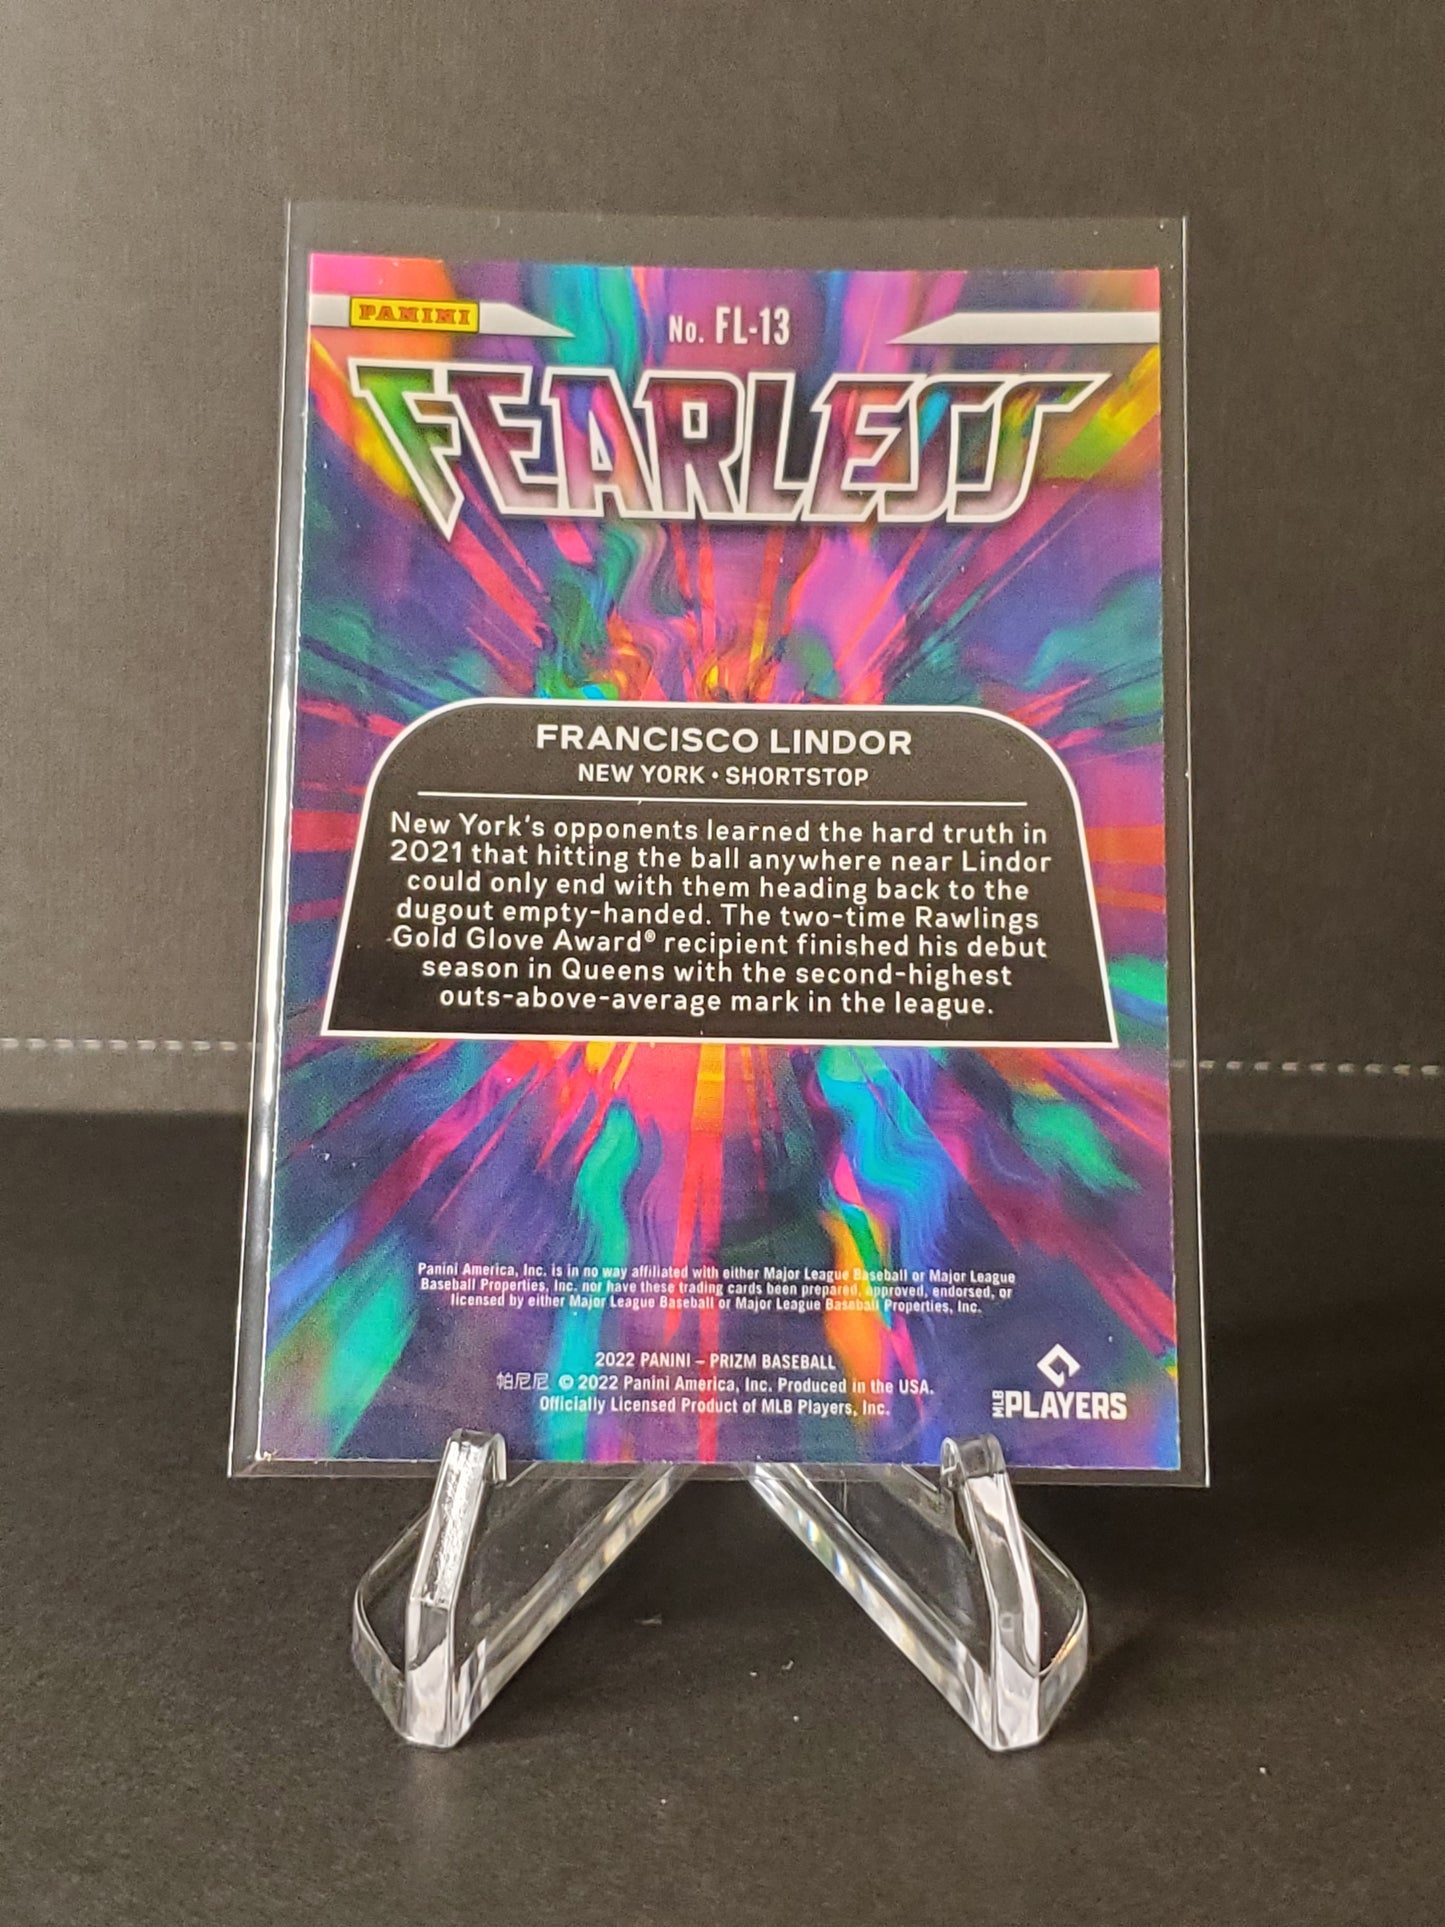 PANINI
No. FL-13
FEARLESS
FRANCISCO LINDOR
NEW YORK • SHORTSTOP
New York's opponents learned the hard truth in
2021 that hitting the ball anywhere near Lindor
could only end with them heading back to the
dugout empty-handed. The two-time Rawlings
Gold Glove Award® recipient finished his debut
season in Queens with the second-highest
outs-above-average mark in the league.
Panini America, Inc. is in no way affiliated with either Major League Baseball or Major League
Baseball Properties, Inc. nor have these trading cards been prepared, approved, endorsed, or
licensed by either Major League Baseball or Major League Baseball Properties, Inc.
2022 PANINI – PRIZM BASEBALL
帕尼尼 © 2022 Panini America, Inc. Produced in the USA.
Officially Licensed Product of MLB Players, Inc.
MLB PLAYERS